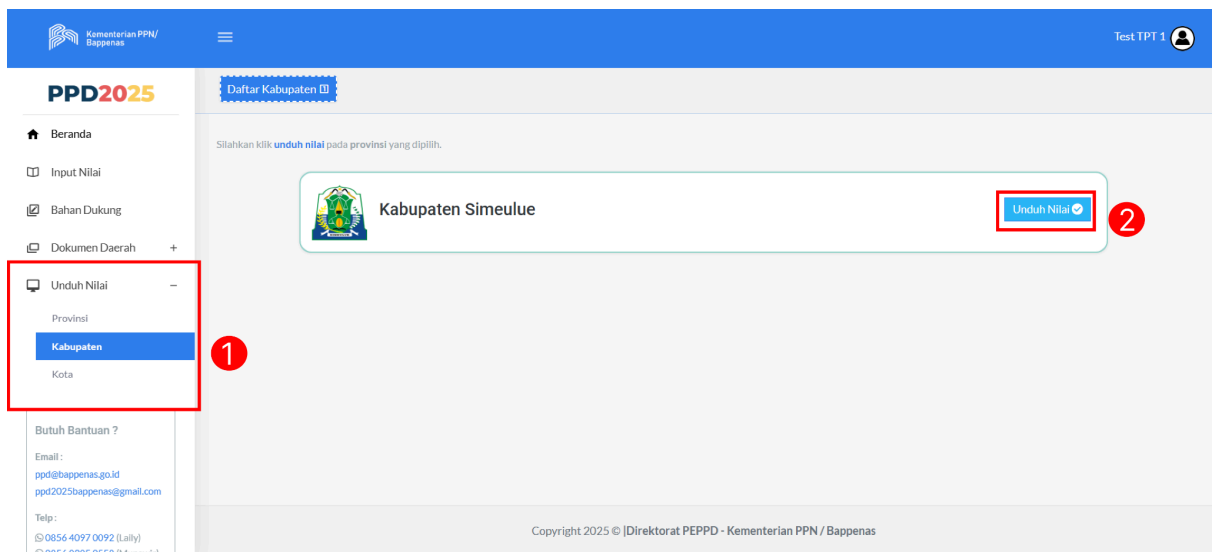 Kementerian PPN/
Bappenas
Test TPT 1
PPD2025
Daftar Kabupaten
Beranda
Silahkan klik unduh nilai pada provinsi yang dipilih.
Input Nilai
Bahan Dukung
Kabupaten Simeulue
Unduh Nilai
2
Dokumen Daerah +
Unduh Nilai –
Provinsi
Kabupaten
1
Kota
Butuh Bantuan ?
Email :
ppd@bappenas.go.id
ppd2025bappenas@gmail.com
Telp :
0856 4097 0092 (Laily)
Copyright 2025 © |Direktorat PEPPD - Kementerian PPN / Bappenas